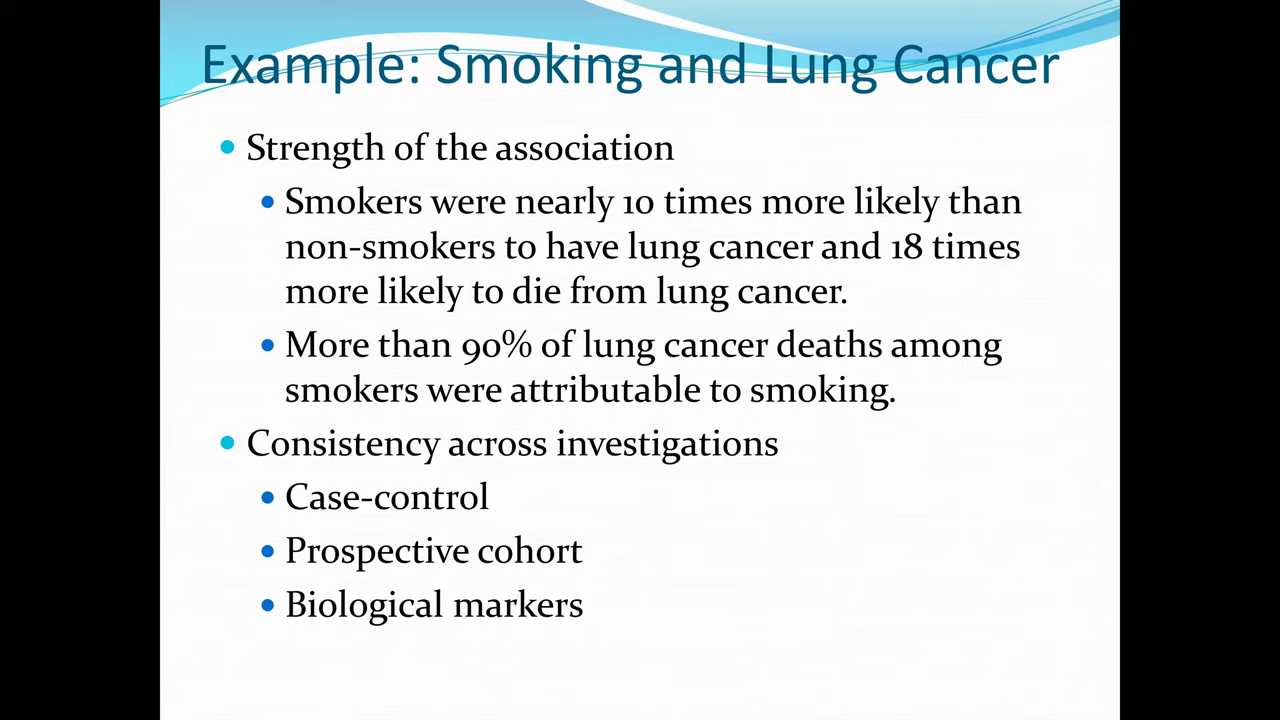 Example: Smoking and Lung Cancer
• Strength of the association
• Smokers were nearly 10 times more likely than
non-smokers to have lung cancer and 18 times
more likely to die from lung cancer.
• More than 90% of lung cancer deaths among
smokers were attributable to smoking.
• Consistency across investigations
• Case-control
• Prospective cohort
• Biological markers